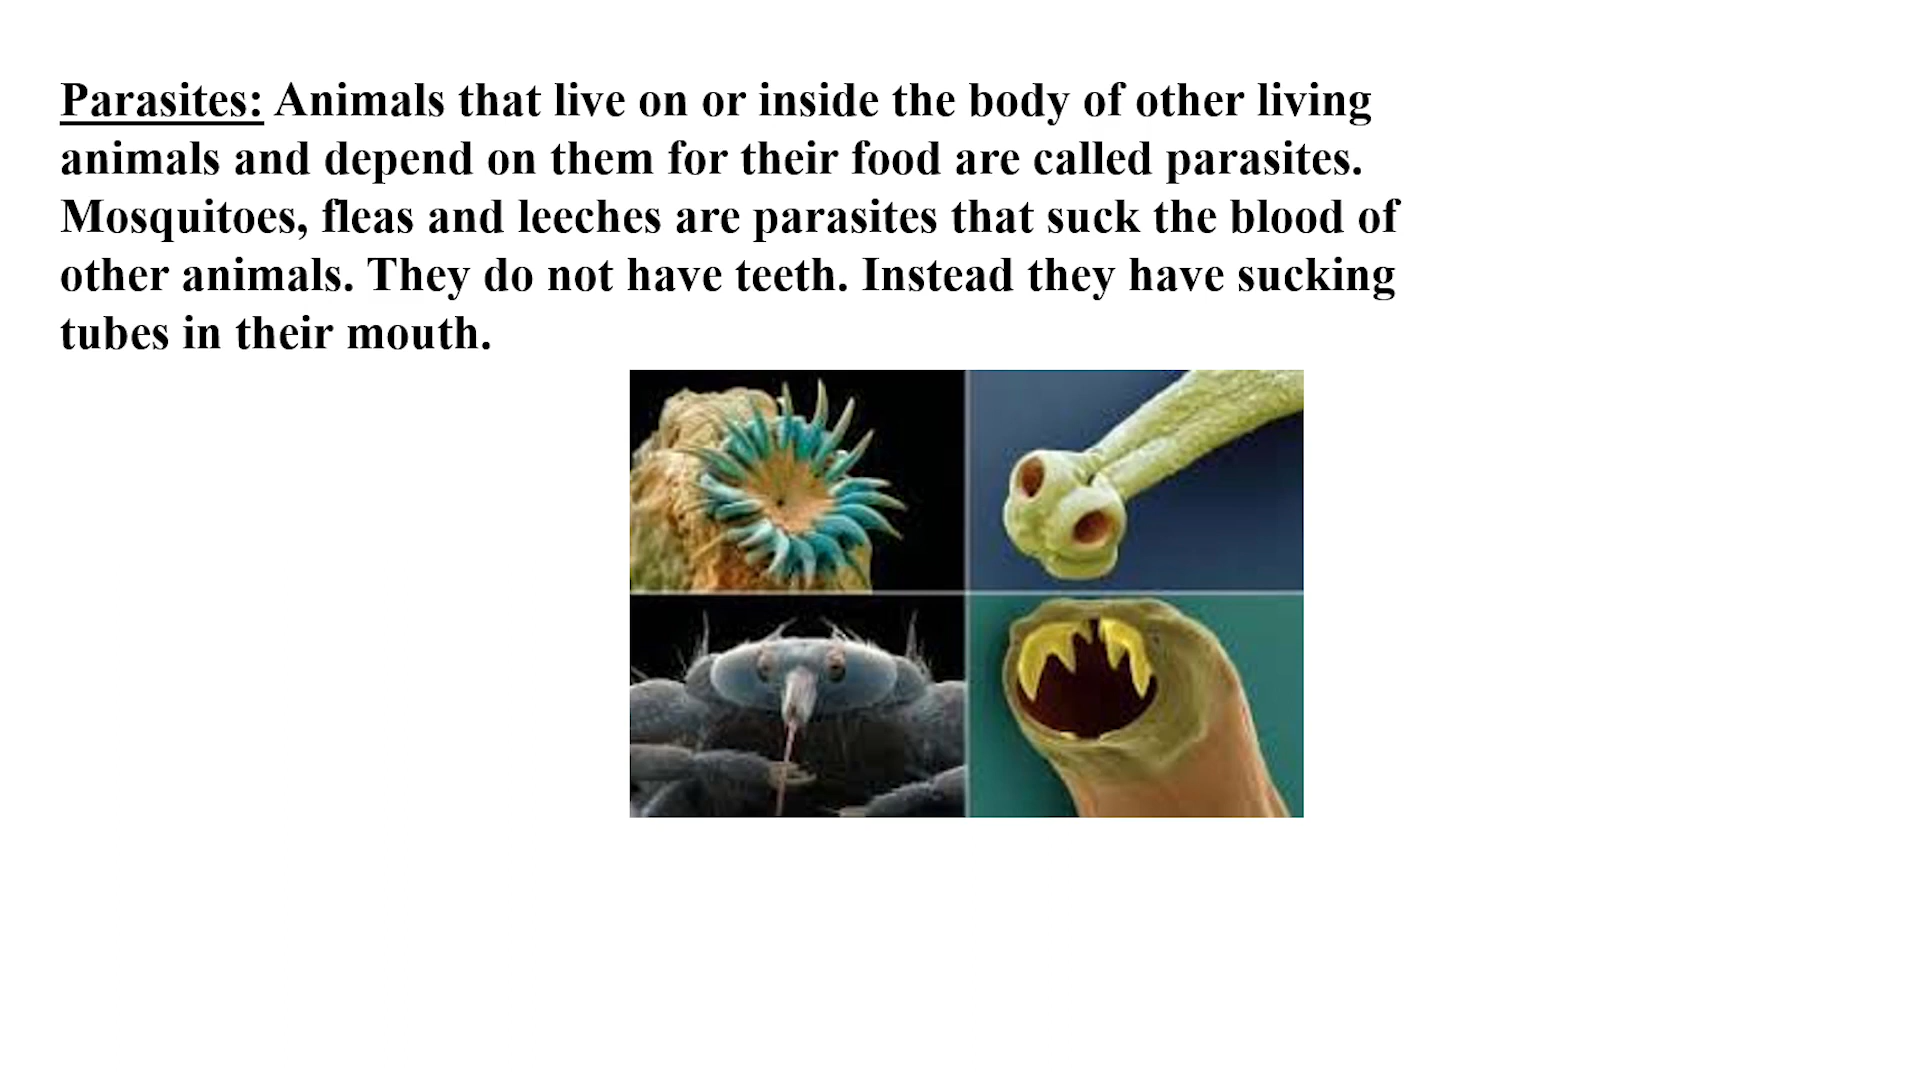 Parasites: Animals that live on or inside the body of other living
animals and depend on them for their food are called parasites.
Mosquitoes, fleas and leeches are parasites that suck the blood of
other animals. They do not have teeth. Instead they have sucking
tubes in their mouth.